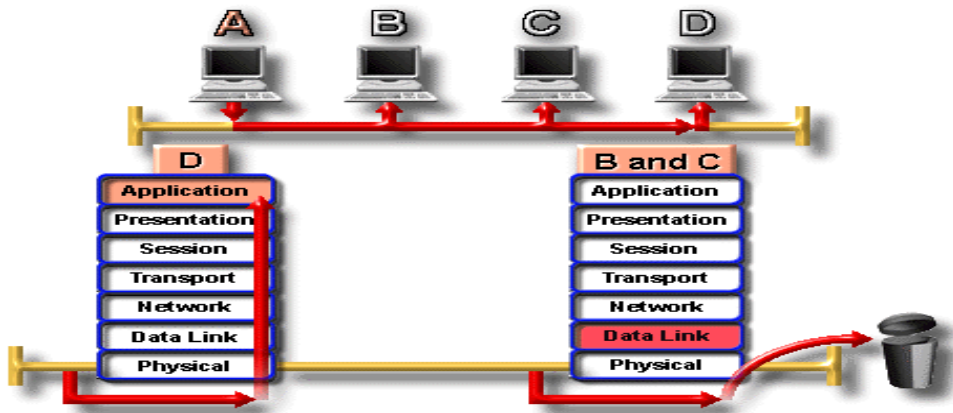 A B C D
D
Application
Presentation
Session
Transport
Network
Data Link
Physical
B and C
Application
Presentation
Session
Transport
Network
Data Link
Physical